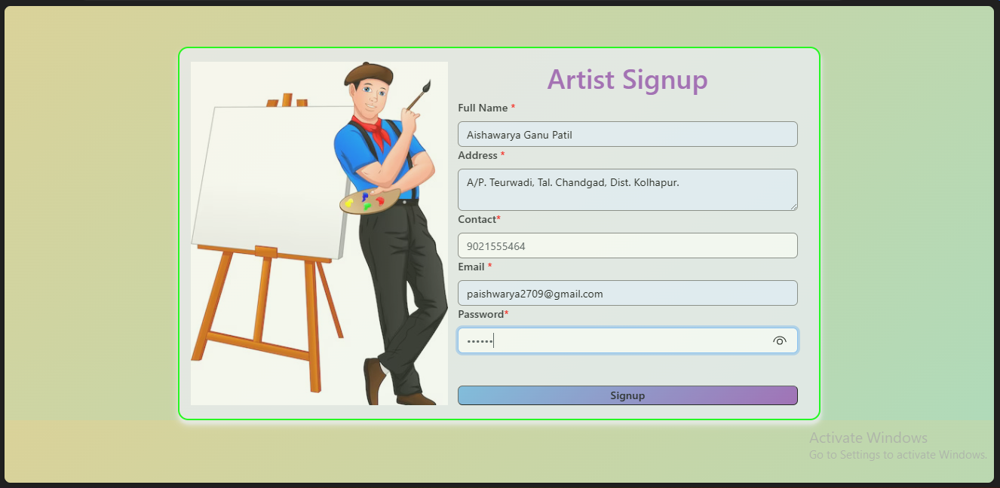 Artist Signup
Full Name *
Aishawarya Ganu Patil
Address *
A/P. Teurwadi, Tal. Chandgad, Dist. Kolhapur.
Contact*
9021555464
Email *
paishwarya2709@gmail.com
Password*
••••••
Signup
Activate Windows
Go to Settings to activate Windows.